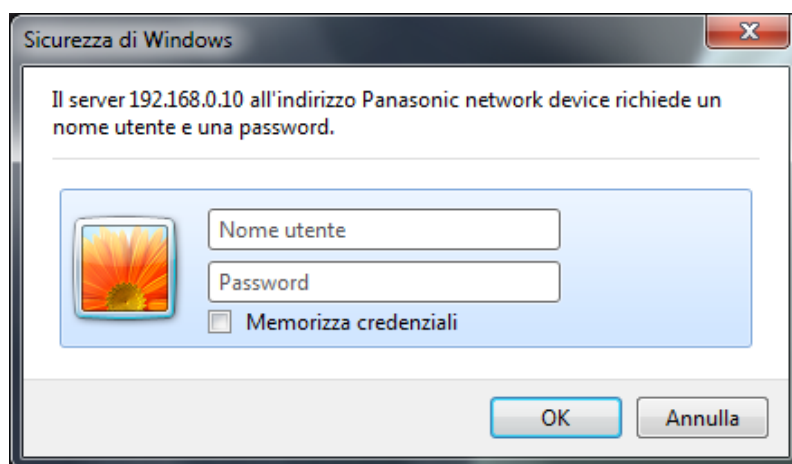 Sicurezza di Windows
Il server 192.168.0.10 all'indirizzo Panasonic network device richiede un
nome utente e una password.
Nome utente
Password
Memorizza credenziali
OK
Annulla